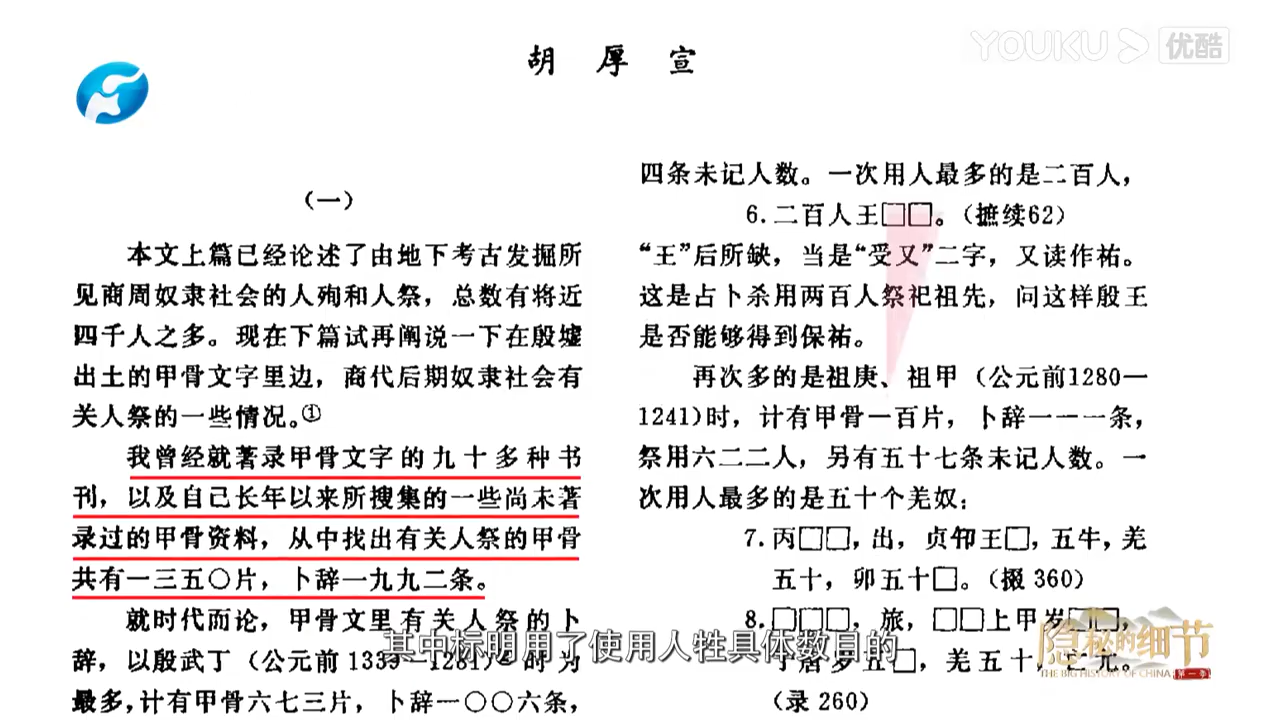 YOUKU 优酷
胡厚宣
(一)
本文上篇已经论述了由地下考古发掘所
见商周奴隶社会的人殉和人祭，总数有将近
四千人之多。现在下篇试再阐说一下在殷墟
出土的甲骨文字里边，商代后期奴隶社会有
关人祭的一些情况。①
我曾经就著录甲骨文字的九十多种书
刊，以及自己长年以来所搜集的一些尚未著
录过的甲骨资料，从中找出有关人祭的甲骨
共有一三五〇片，卜辞一九九二条。
就时代而论，甲骨文里有关人祭的卜
辞，以殷武丁（公元前1339—1281）时为
最多，计有甲骨六七三片，卜辞一〇〇六条，
四条未记人数。一次用人最多的是二百人，
6.二百人王□□。（摭续62）
“王”后所缺，当是“受又”二字，又读作祐。
这是占卜杀用两百人祭祀祖先，问这样殷王
是否能够得到保祐。
再次多的是祖庚、祖甲（公元前1280—
1241）时，计有甲骨一百片，卜辞一一一条，
祭用六二二人，另有五十七条未记人数。一
次用人最多的是五十个羌奴：
7.丙□□，出，贞仰王□，五牛，羌
五十，卯五十□。（掇360）
8.□□□，旅，□□上甲岁
五□，羌五十，
（录260）
其中标明用了使用人牲具体数目的
隐秘的细节
THE BIG HISTORY OF CHINA 第一季